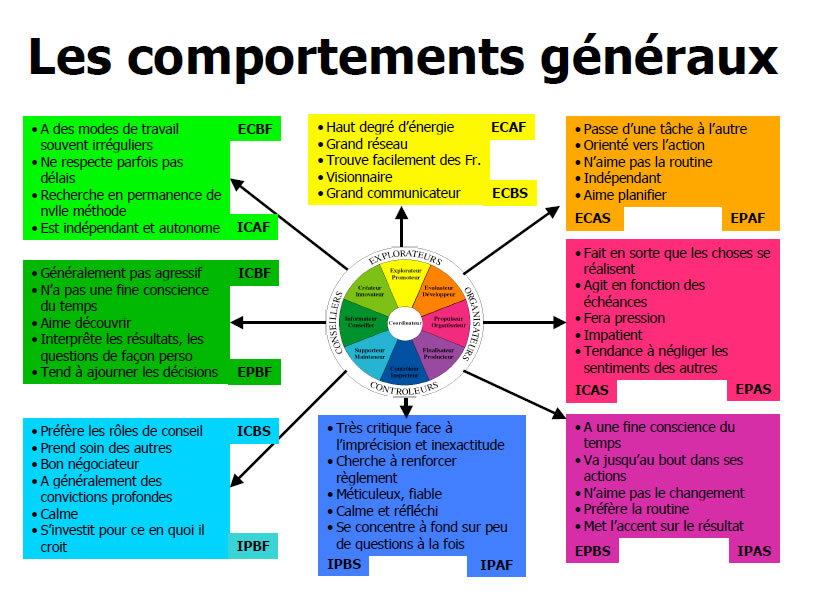 Les comportements généraux
• A des modes de travail
souvent irréguliers
• Ne respecte parfois pas
délais
• Recherche en permanence de
nvlle méthode
• Est indépendant et autonome
ECBF
ICAF
• Haut degré d’énergie
• Grand réseau
• Trouve facilement des Fr.
• Visionnaire
• Grand communicateur
ECAF
ECBS
• Passe d’une tâche à l’autre
• Orienté vers l’action
• N’aime pas la routine
• Indépendant
• Aime planifier
ECAS
EPAF
• Généralement pas agressif
• N’a pas une fine conscience
du temps
• Aime découvrir
• Interprête les résultats, les
questions de façon perso
• Tend à ajourner les décisions
ICBF
EPBF
EXPLORATEURS
ORGANISATEURS
CONTROLEURS
CONSEILLERS
Explorateur
Promoteur
Evaluateur
Développeur
Propulseur
Organisateur
Finalisateur
Producteur
Contrôleur
Inspecteur
Supporteur
Mainteneur
Informateur
Conseiller
Créateur
Innovateur
Coordinateur
• Fait en sorte que les choses se
réalisent
• Agit en fonction des
échéances
• Fera pression
• Impatient
• Tendance à négliger les
sentiments des autres
ICAS
EPAS
• Préfère les rôles de conseil
• Prend soin des autres
• Bon négociateur
• A généralement des
convictions profondes
• Calme
• S’investit pour ce en quoi il
croit
ICBS
IPBF
• Très critique face à
l’imprécision et inexactitude
• Cherche à renforcer
règlement
• Méticuleux, fiable
• Calme et réfléchi
• Se concentre à fond sur peu
de questions à la fois
IPBS
IPAF
• A une fine conscience du
temps
• Va jusqu’au bout dans ses
actions
• N’aime pas le changement
• Préfère la routine
• Met l’accent sur le résultat
EPBS
IPAS